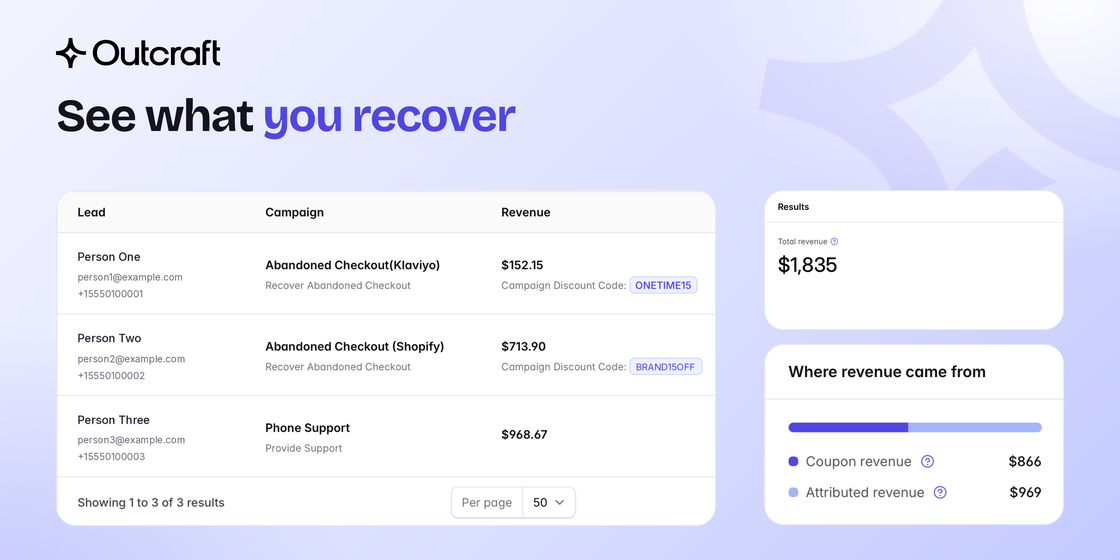 Outcraft
See what you recover
Lead Campaign Revenue
Person One
person1@example.com
+15550100001
Abandoned Checkout(Klaviyo)
Recover Abandoned Checkout
$152.15
Campaign Discount Code: ONETIME15
Person Two
person2@example.com
+15550100002
Abandoned Checkout (Shopify)
Recover Abandoned Checkout
$713.90
Campaign Discount Code: BRAND15OFF
Person Three
person3@example.com
+15550100003
Phone Support
Provide Support
$968.67
Showing 1 to 3 of 3 results
Per page 50
Results
Total revenue
$1,835
Where revenue came from
Coupon revenue $866
Attributed revenue $969